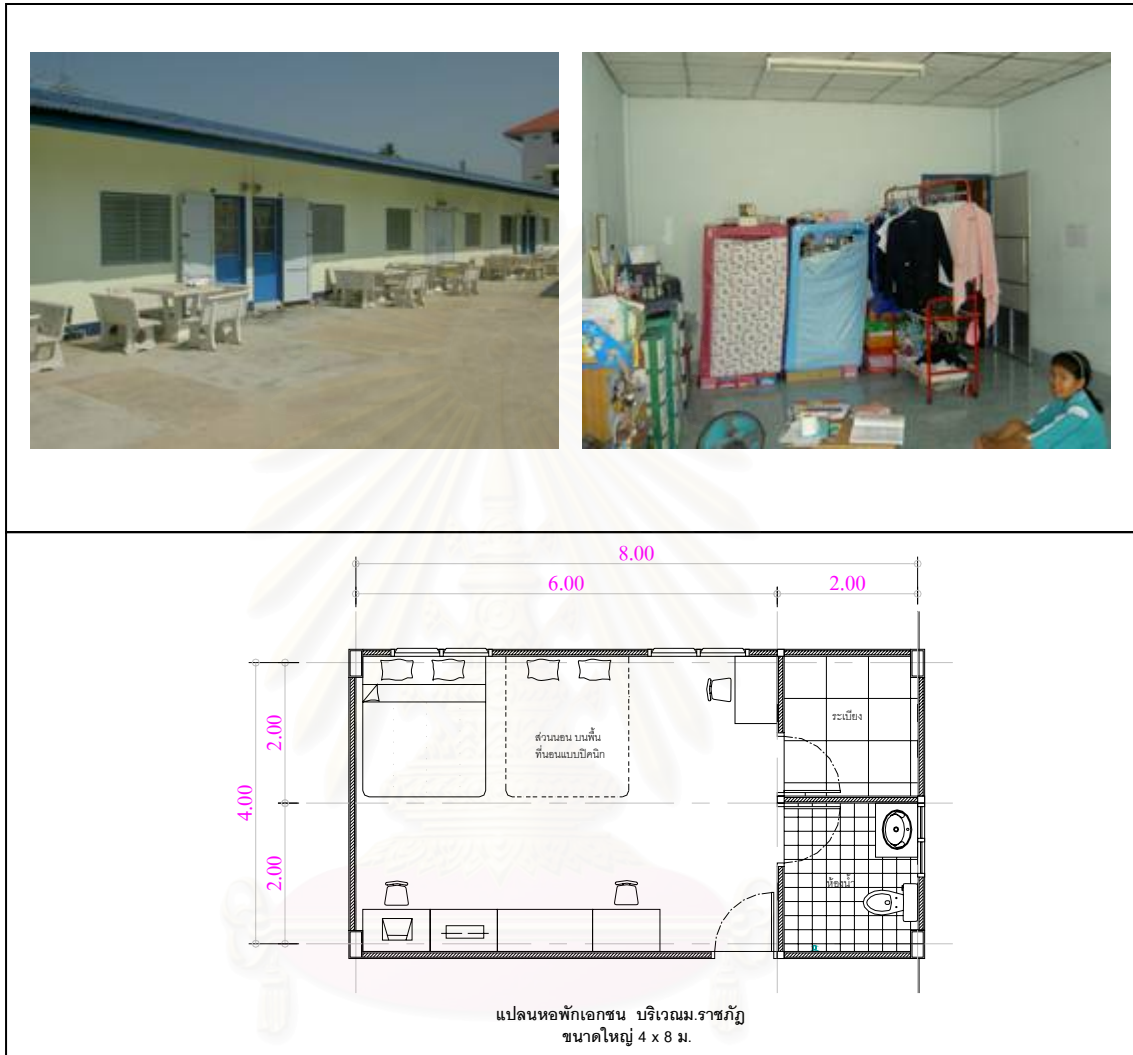 8.00
6.00
2.00
4.00
2.00
2.00
ส่วนนอน บนพื้น
ที่นอนแบบปิคนิก
ระเบียง
ห้องน้ำ
แปลนหอพักเอกชน บริเวณม.ราชภัฏ
ขนาดใหญ่ 4 x 8 ม.